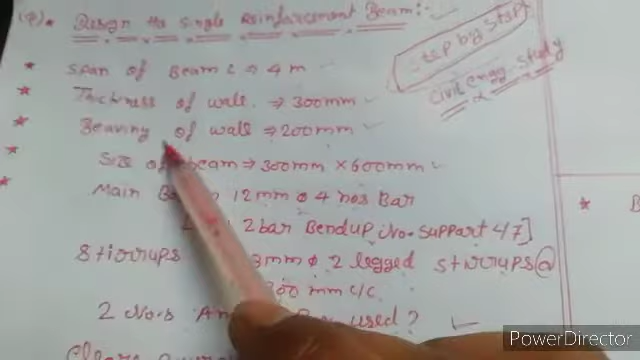 (Q). Design the Single Reinforcement Beam:-
Step by Step
Civil Engg. study
* Span of Beam L ⇒ 4 m
* Thickness of wall. ⇒ 300mm
* Bearing of wall ⇒ 200mm
* Size of beam ⇒ 300mm × 600mm
* Main 12mm ϕ 4 nos Bar
2 bar Bendup, No. Support L/7]
Stirrups 8mm ϕ 2 legged Stirrups @
300 mm c/c.
2 Nos used?
* B
PowerDirector